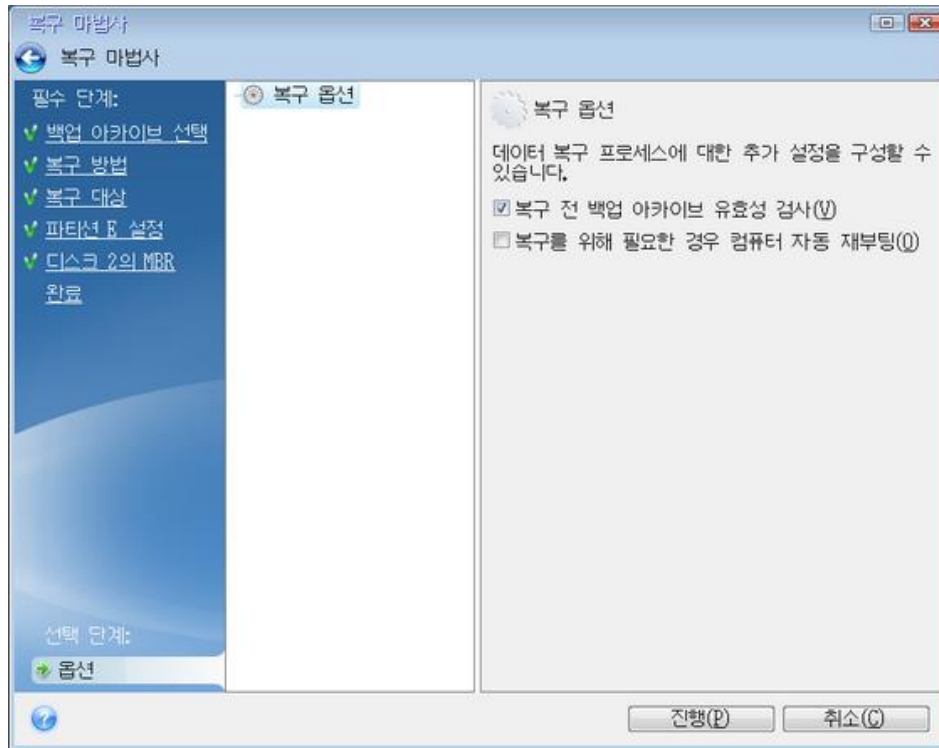 복구 마법사
복구 마법사
필수 단계:
백업 아카이브 선택
복구 방법
복구 대상
파티션 E 설정
디스크 2의 MBR
완료
선택 단계:
옵션
복구 옵션
복구 옵션
데이터 복구 프로세스에 대한 추가 설정을 구성할 수
있습니다.
복구 전 백업 아카이브 유효성 검사(V)
복구를 위해 필요한 경우 컴퓨터 자동 재부팅(O)
진행(P)
취소(C)